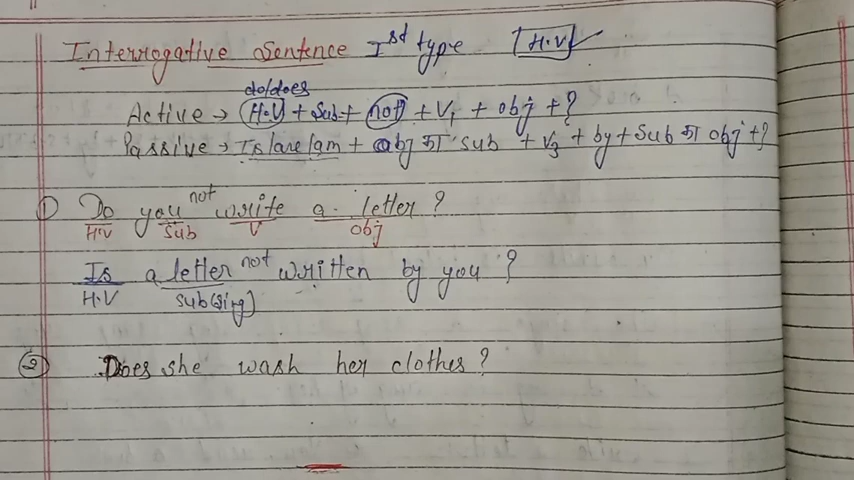 Interrogative Sentence Ist type [H.V]
do/does
Active → H.V + Sub + not + V1 + obj + ?
Passive → Is/are/am + obj का sub + V3 + by + Sub का obj + ?
① Do you not write a letter ?
H.V Sub V obj
Is a letter not written by you ?
H.V sub(sing)
② Does she wash her clothes ?